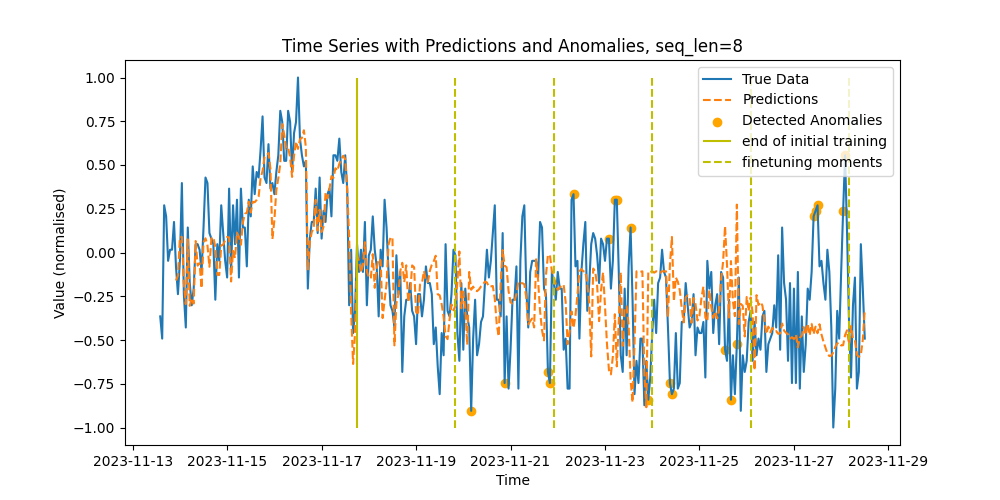 Time Series with Predictions and Anomalies, seq_len=8
True Data
Predictions
Detected Anomalies
end of initial training
finetuning moments
Value (normalised)
1.00
0.75
0.50
0.25
0.00
−0.25
−0.50
−0.75
−1.00
2023-11-13 2023-11-15 2023-11-17 2023-11-19 2023-11-21 2023-11-23 2023-11-25 2023-11-27 2023-11-29
Time